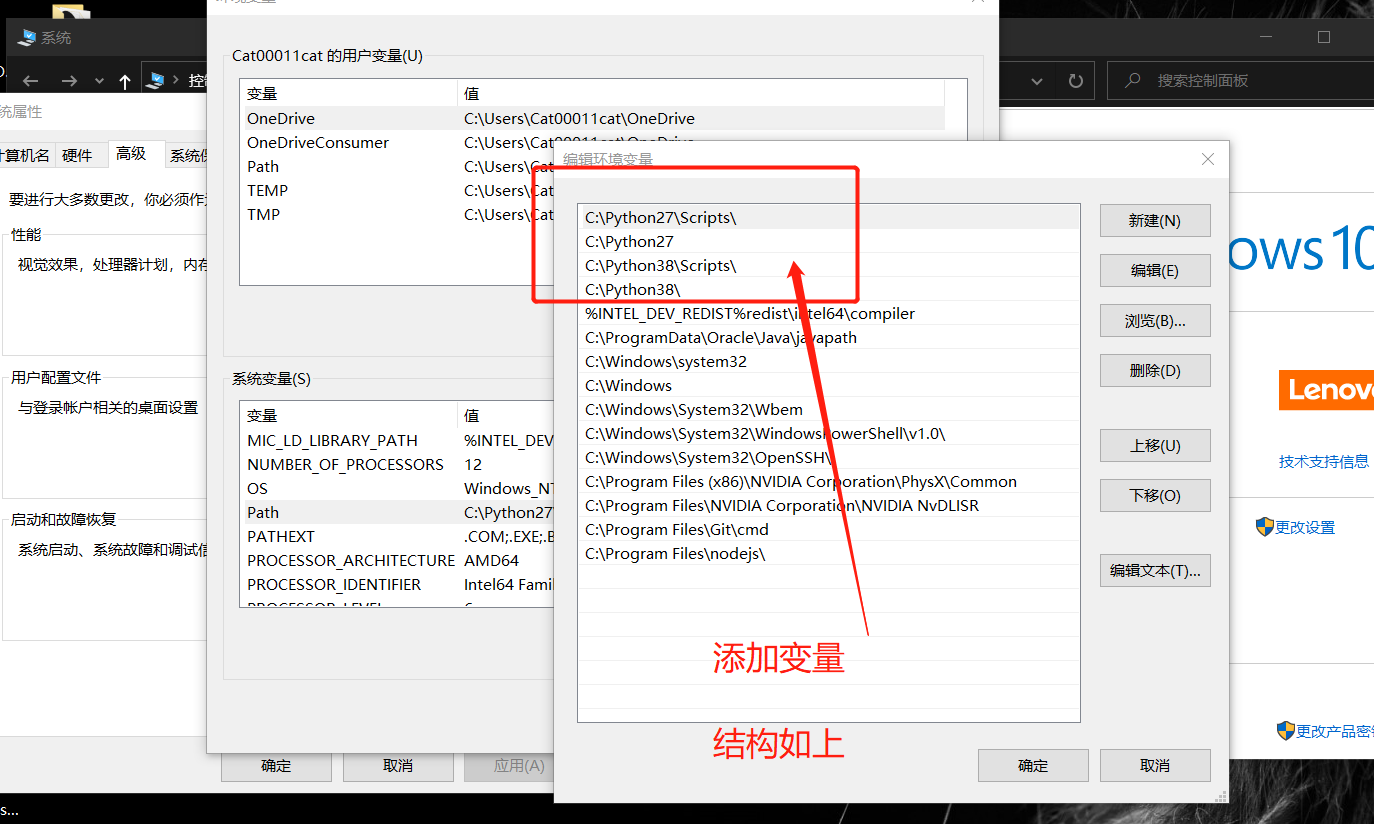 系统
控制
搜索控制面板
系统属性
计算机名
硬件
高级
要进行大多数更改，你必须作
性能
视觉效果，处理器计划，内存
用户配置文件
与登录帐户相关的桌面设置
启动和故障恢复
系统启动、系统故障和调试信
确定
取消
应用(A)
环境变量
Cat00011cat 的用户变量(U)
变量 值
OneDrive C:\Users\Cat00011cat\OneDrive
OneDriveConsumer C:\Users\Cat00011cat\OneDrive
Path C:\Users\Cat
TEMP C:\Users\Cat
TMP C:\Users\Cat
系统变量(S)
变量 值
MIC_LD_LIBRARY_PATH %INTEL_DEV
NUMBER_OF_PROCESSORS 12
OS Windows_NT
Path C:\Python27
PATHEXT .COM;.EXE;.B
PROCESSOR_ARCHITECTURE AMD64
PROCESSOR_IDENTIFIER Intel64 Famil
PROCESSOR_LEVEL 6
编辑环境变量
C:\Python27\Scripts\
C:\Python27
C:\Python38\Scripts\
C:\Python38\
%INTEL_DEV_REDIST%redist\intel64\compiler
C:\ProgramData\Oracle\Java\javapath
C:\Windows\system32
C:\Windows
C:\Windows\System32\Wbem
C:\Windows\System32\WindowsPowerShell\v1.0\
C:\Windows\System32\OpenSSH\
C:\Program Files (x86)\NVIDIA Corporation\PhysX\Common
C:\Program Files\NVIDIA Corporation\NVIDIA NvDLISR
C:\Program Files\Git\cmd
C:\Program Files\nodejs\
新建(N)
编辑(E)
浏览(B)...
删除(D)
上移(U)
下移(O)
编辑文本(T)...
添加变量
结构如上
确定
取消
ows 10
Lenovo
技术支持信息
更改设置
更改产品密钥
s...